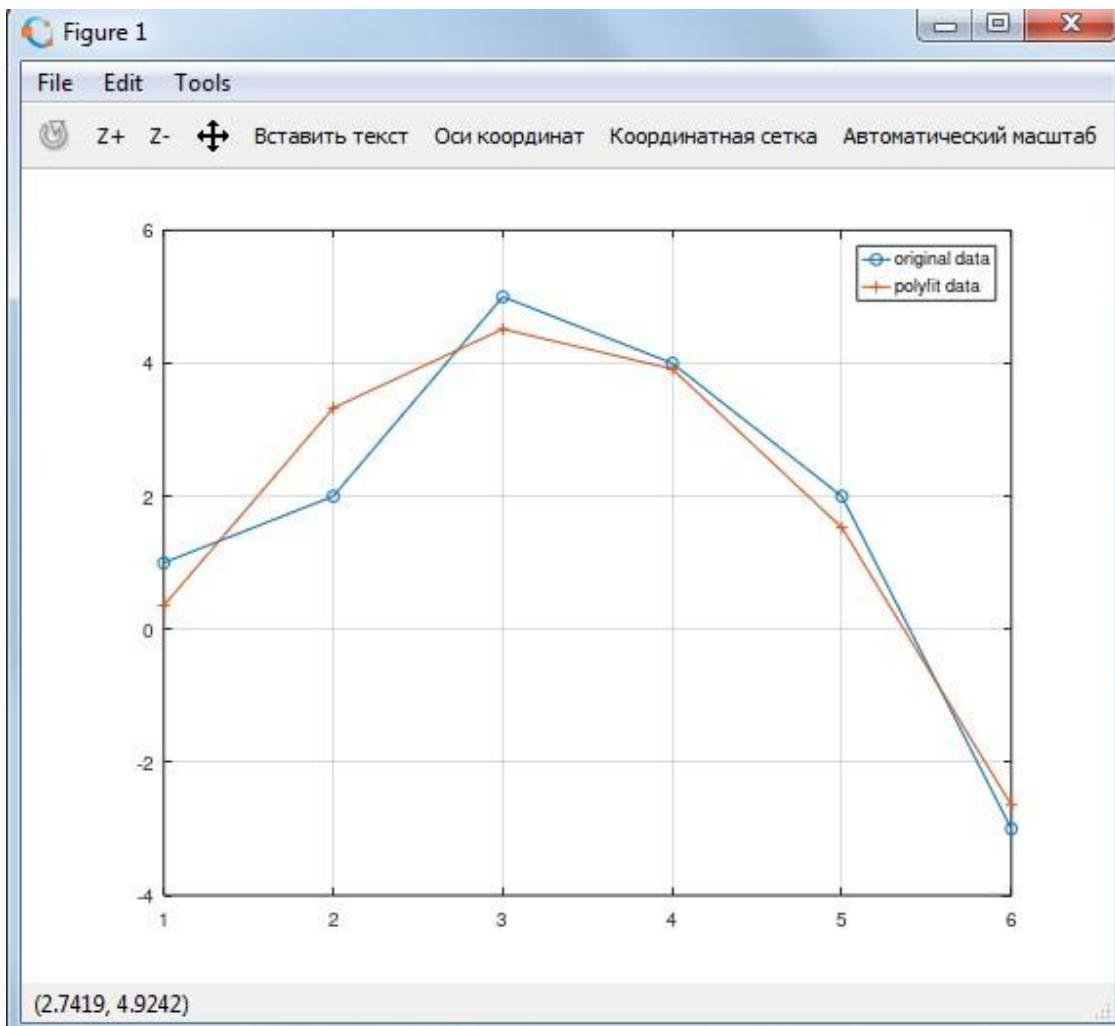 Figure 1
File Edit Tools
Z+ Z- Вставить текст Оси координат Координатная сетка Автоматический масштаб
original data
polyfit data
6
4
2
0
-2
-4
1 2 3 4 5 6
(2.7419, 4.9242)